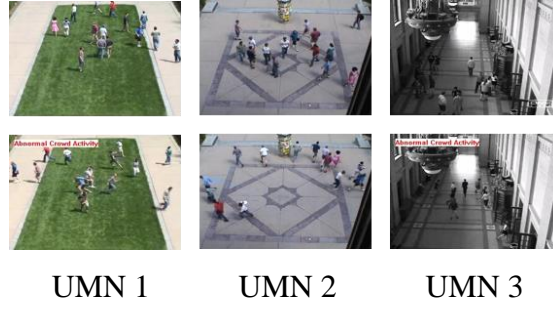 Abnormal Crowd Activity
Abnormal Crowd Activity
UMN 1
UMN 2
UMN 3